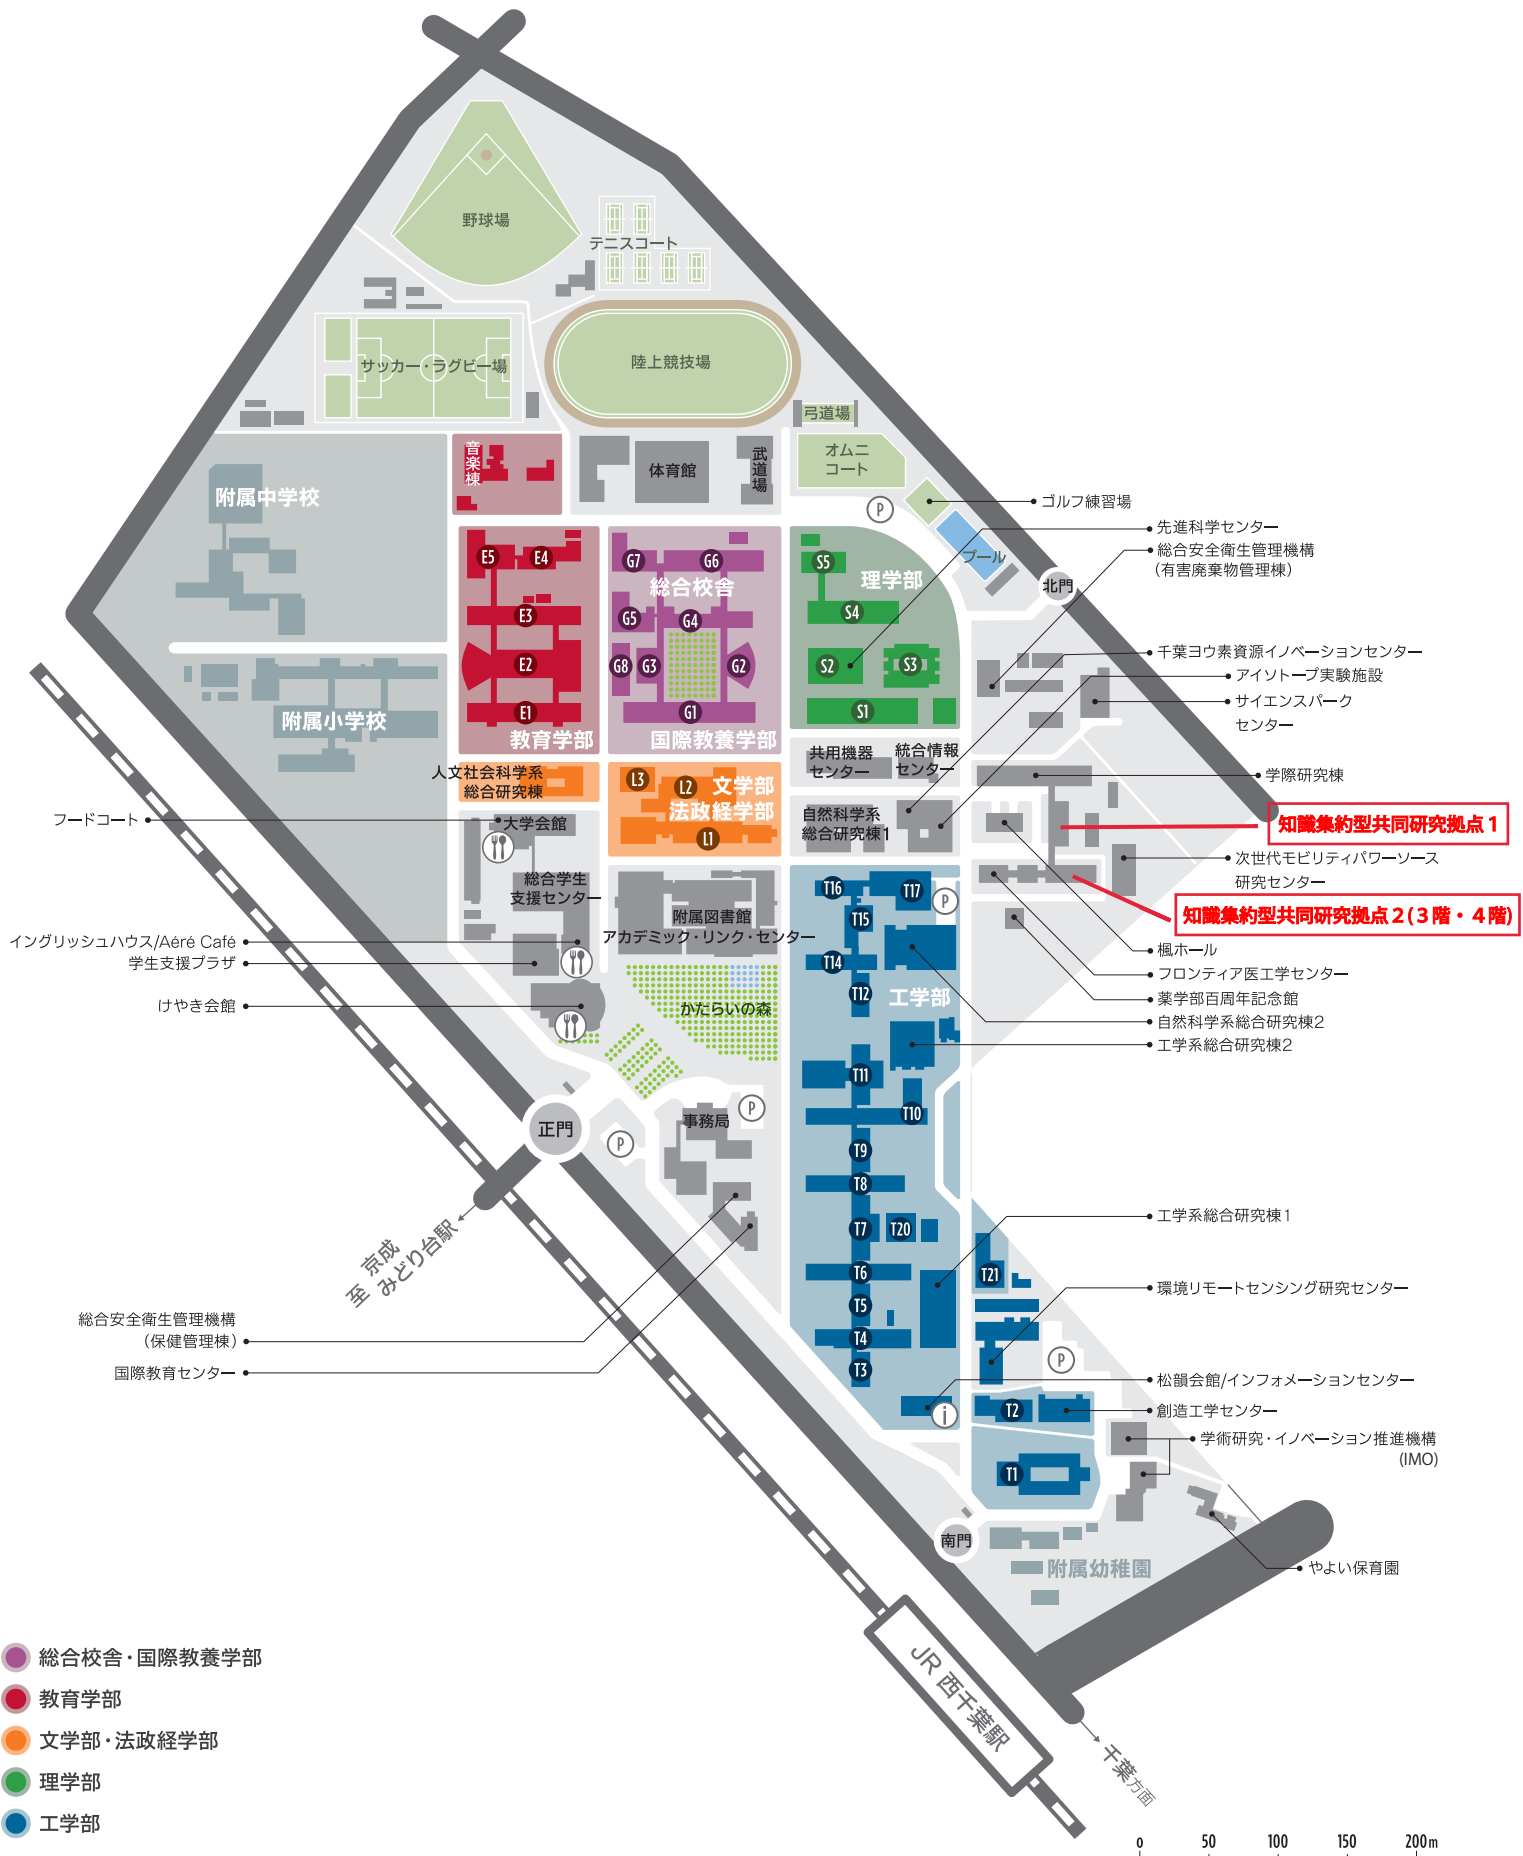 野球場
テニスコート
サッカー・ラグビー場
陸上競技場
弓道場
オムニ
コート
音楽棟
体育館
武道場
附属中学校
P
ゴルフ練習場
先進科学センター
総合安全衛生管理機構
(有害廃棄物管理棟)
プール
北門
E5
E4
E3
E2
E1
教育学部
G7
G6
総合校舎
G5
G4
G8
G3
G2
G1
国際教養学部
S5
理学部
S4
S2
S3
S1
千葉ヨウ素資源イノベーションセンター
アイソトープ実験施設
サイエンスパーク
センター
附属小学校
人文社会科学系
総合研究棟
L3
L2
文学部
法政経学部
L1
共用機器
センター
統合情報
センター
学際研究棟
自然科学系
総合研究棟1
知識集約型共同研究拠点1
フードコート
大学会館
次世代モビリティパワーソース
研究センター
総合学生
支援センター
附属図書館
アカデミック・リンク・センター
T16
T17
P
T15
T14
T12
工学部
知識集約型共同研究拠点2(3階・4階)
イングリッシュハウス/Aéré Café
学生支援プラザ
けやき会館
かたらいの森
楓ホール
フロンティア医工学センター
薬学部百周年記念館
自然科学系総合研究棟2
工学系総合研究棟2
T11
T10
正門
P
事務局
P
T9
T8
T7
T20
T6
T5
T4
T3
至 京成
みどり台駅
工学系総合研究棟1
T21
環境リモートセンシング研究センター
P
総合安全衛生管理機構
(保健管理棟)
国際教育センター
松韻会館/インフォメーションセンター
i
T2
創造工学センター
学術研究・イノベーション推進機構
(IMO)
T1
南門
附属幼稚園
やよい保育園
JR 西千葉駅
千葉方面
総合校舎・国際教養学部
教育学部
文学部・法政経学部
理学部
工学部
0 50 100 150 200m